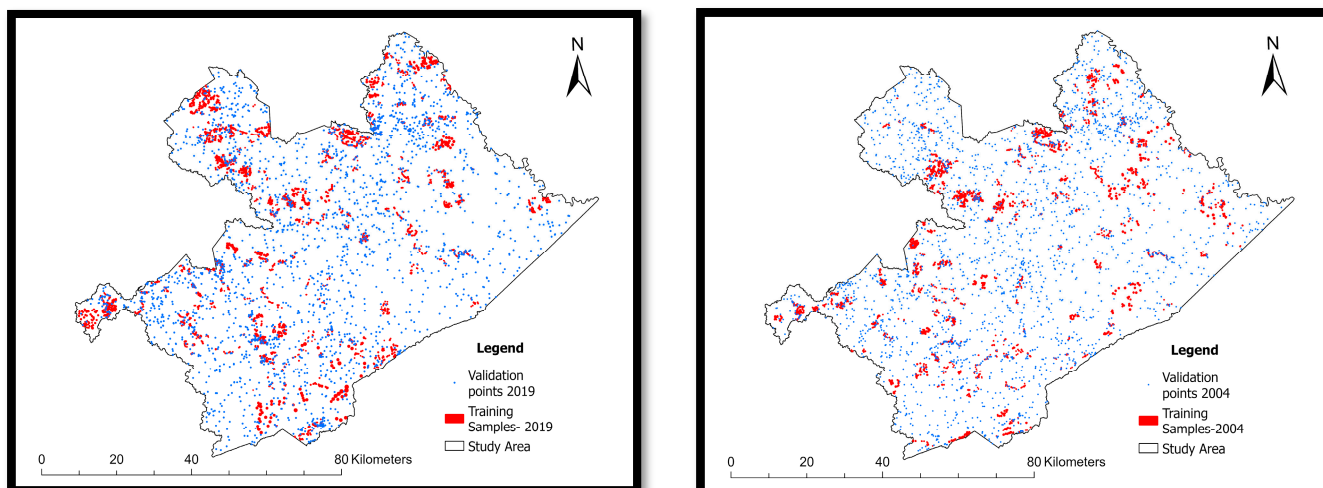 N
Legend
Validation
points 2019
Training
Samples- 2019
Study Area
0 20 40 80 Kilometers
N
Legend
Validation
points 2004
Training
Samples-2004
Study Area
0 20 40 80 Kilometers